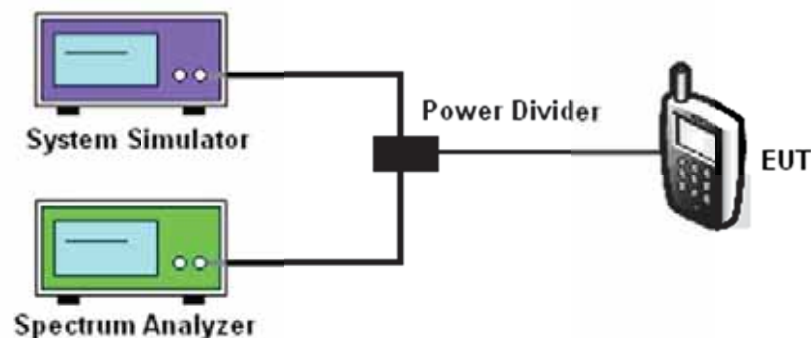 System Simulator
Power Divider
EUT
Spectrum Analyzer